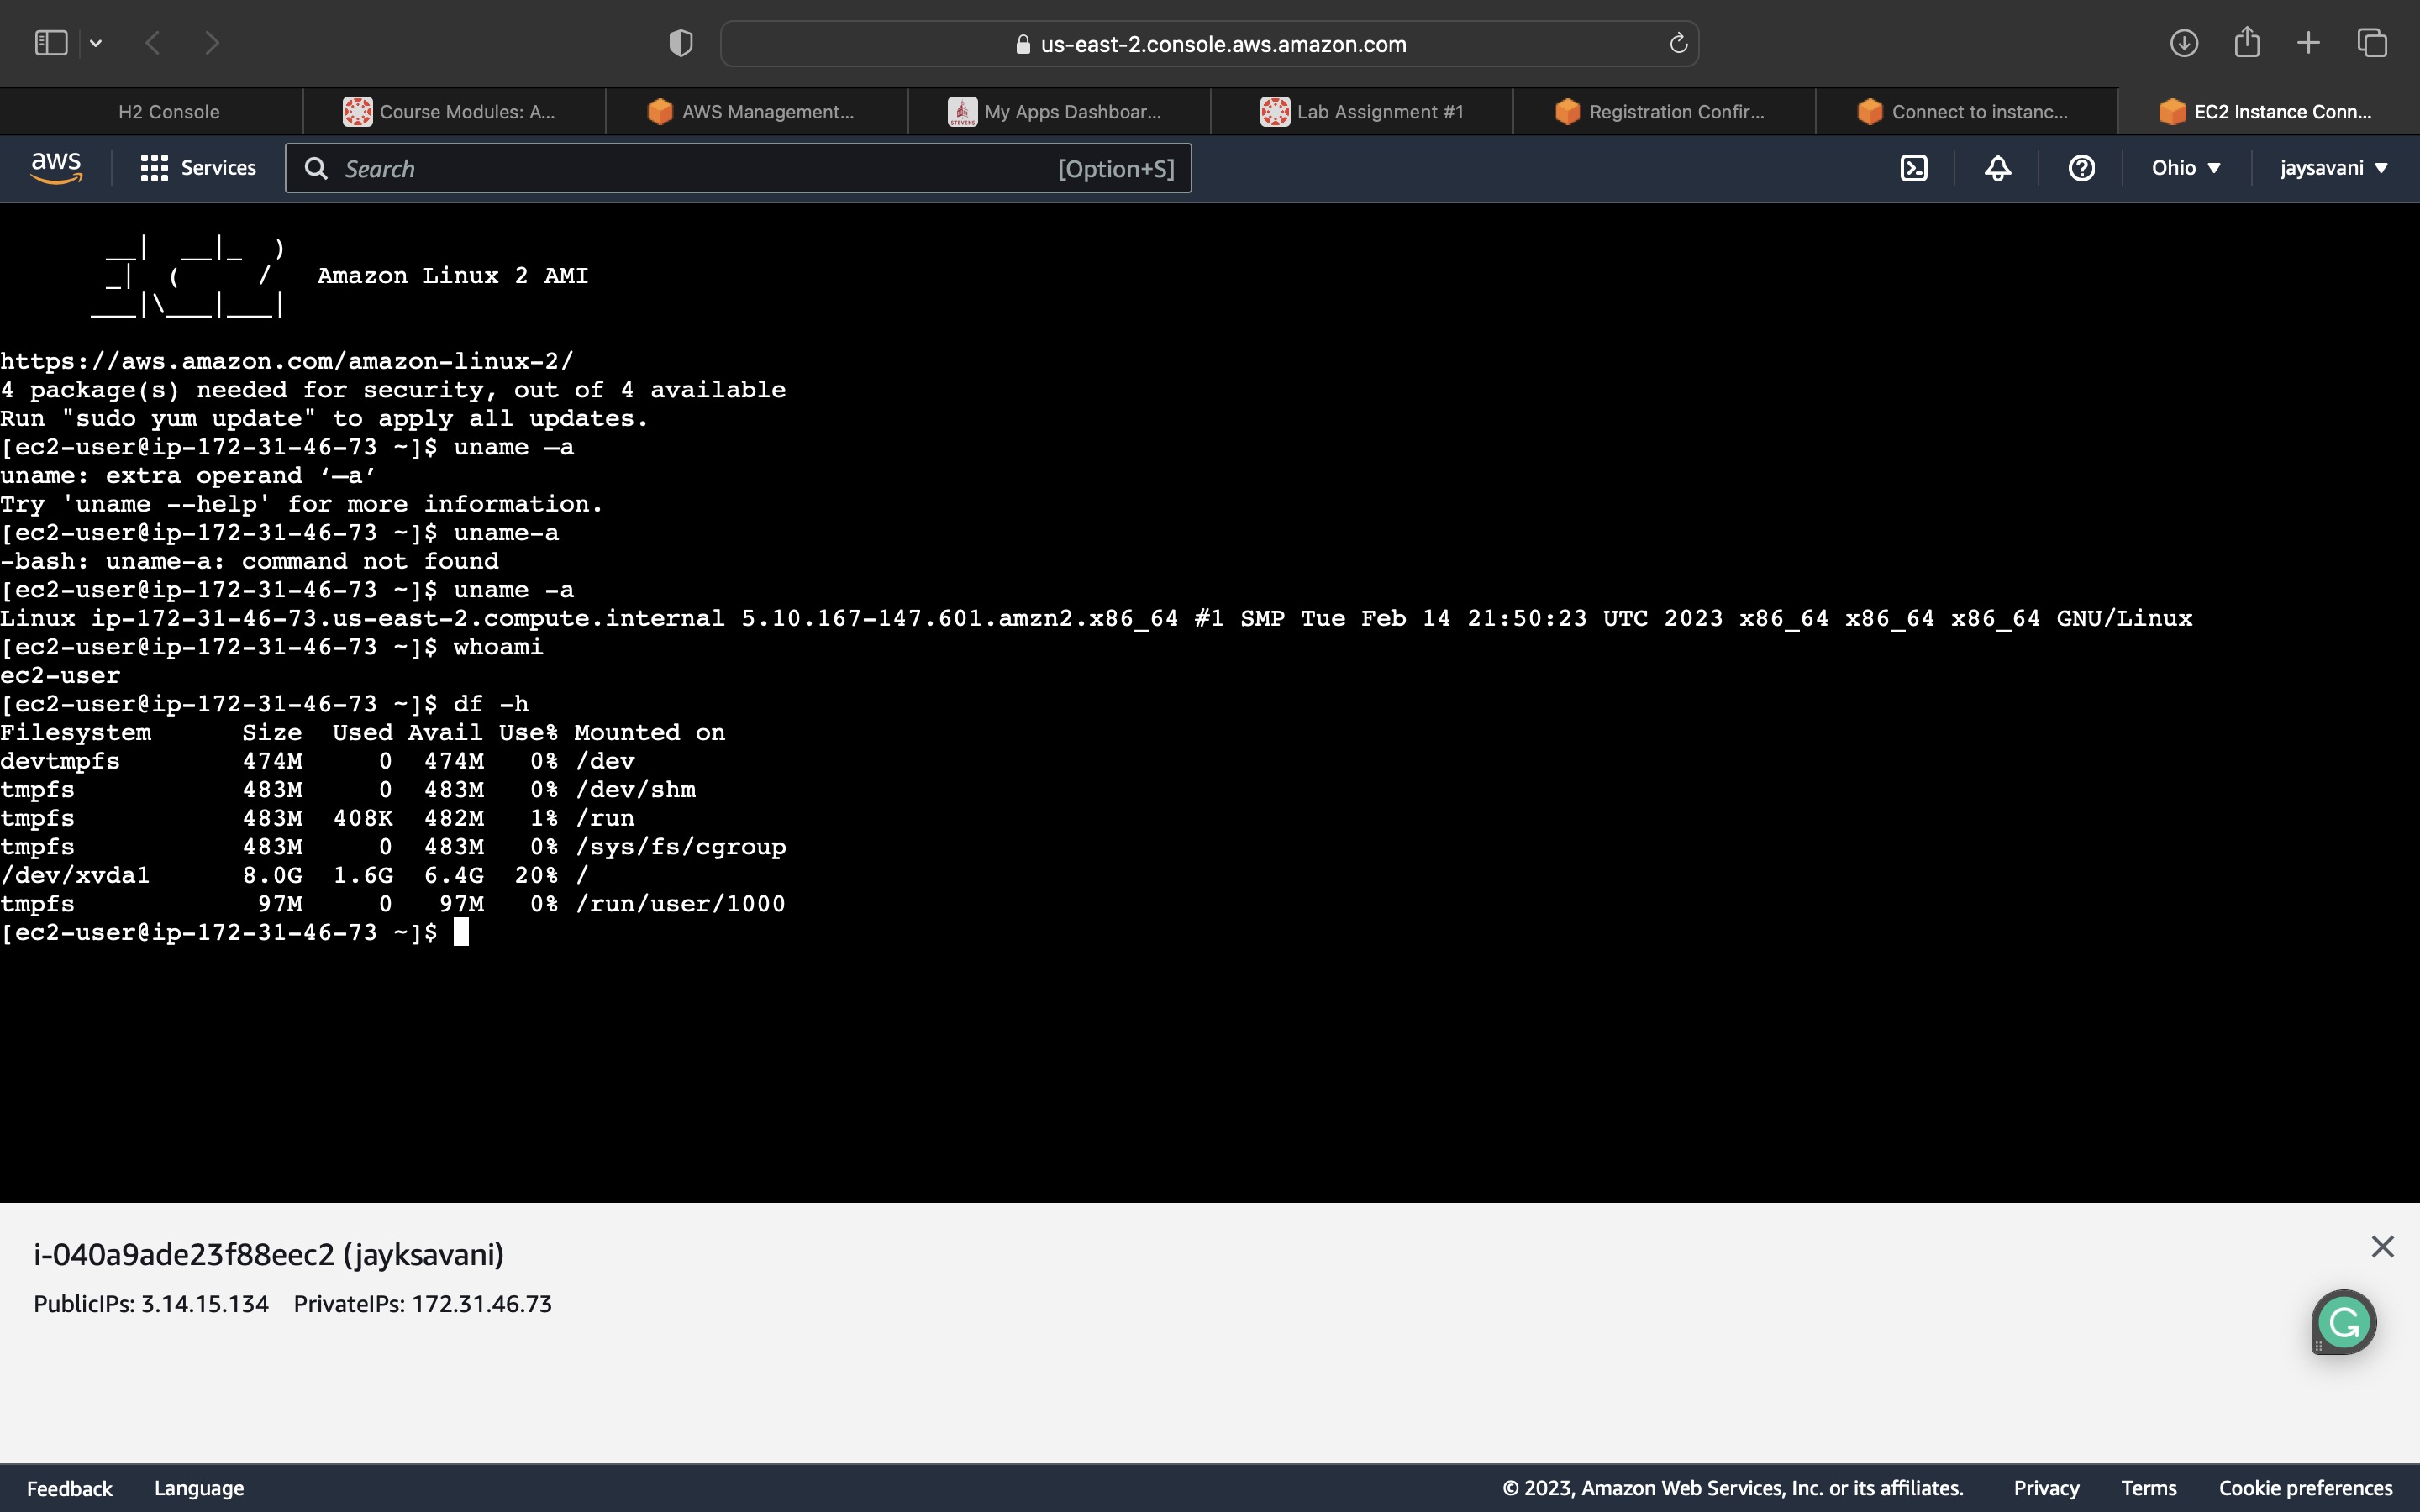 us-east-2.console.aws.amazon.com
H2 Console
Course Modules: A...
AWS Management...
STEVENS
My Apps Dashboar...
Lab Assignment #1
Registration Confir...
Connect to instanc...
EC2 Instance Conn...
aws
Services
Search
[Option+S]
Ohio
jaysavani
__|  __|_  )
_|  (     /   Amazon Linux 2 AMI
___|\___|___|
https://aws.amazon.com/amazon-linux-2/
4 package(s) needed for security, out of 4 available
Run "sudo yum update" to apply all updates.
[ec2-user@ip-172-31-46-73 ~]$ uname —a
uname: extra operand ‘—a’
Try 'uname --help' for more information.
[ec2-user@ip-172-31-46-73 ~]$ uname-a
-bash: uname-a: command not found
[ec2-user@ip-172-31-46-73 ~]$ uname -a
Linux ip-172-31-46-73.us-east-2.compute.internal 5.10.167-147.601.amzn2.x86_64 #1 SMP Tue Feb 14 21:50:23 UTC 2023 x86_64 x86_64 x86_64 GNU/Linux
[ec2-user@ip-172-31-46-73 ~]$ whoami
ec2-user
[ec2-user@ip-172-31-46-73 ~]$ df -h
Filesystem      Size  Used Avail Use% Mounted on
devtmpfs        474M     0  474M   0% /dev
tmpfs           483M     0  483M   0% /dev/shm
tmpfs           483M  408K  482M   1% /run
tmpfs           483M     0  483M   0% /sys/fs/cgroup
/dev/xvda1      8.0G  1.6G  6.4G  20% /
tmpfs            97M     0   97M   0% /run/user/1000
[ec2-user@ip-172-31-46-73 ~]$
i-040a9ade23f88eec2 (jayksavani)
PublicIPs: 3.14.15.134 PrivateIPs: 172.31.46.73
Feedback
Language
© 2023, Amazon Web Services, Inc. or its affiliates.
Privacy
Terms
Cookie preferences